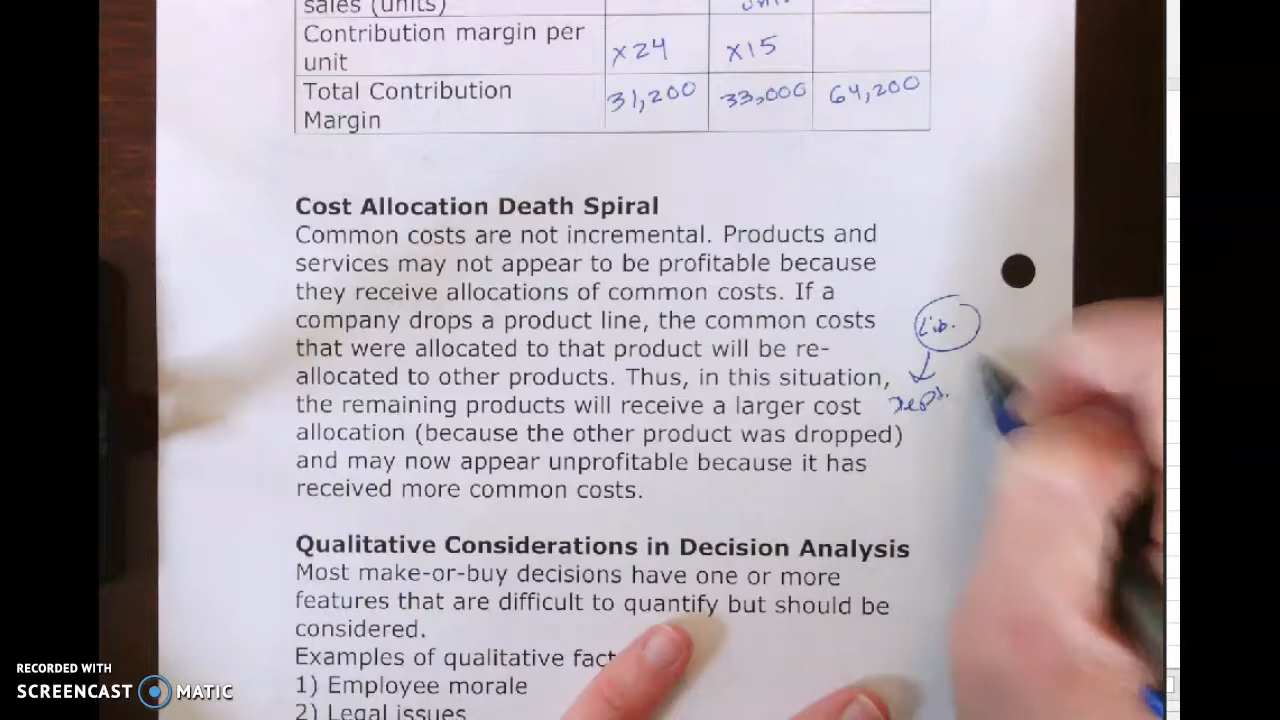 sales (units)
Contribution margin per
unit
x24
x15
Total Contribution
Margin
31,200
33,000
64,200
Cost Allocation Death Spiral
Common costs are not incremental. Products and
services may not appear to be profitable because
they receive allocations of common costs. If a
company drops a product line, the common costs
that were allocated to that product will be re-
allocated to other products. Thus, in this situation,
the remaining products will receive a larger cost
allocation (because the other product was dropped)
and may now appear unprofitable because it has
received more common costs.
Lib.
Qualitative Considerations in Decision Analysis
Most make-or-buy decisions have one or more
features that are difficult to quantify but should be
considered.
Examples of qualitative fact
1) Employee morale
2) Legal issues
RECORDED WITH
SCREENCAST MATIC